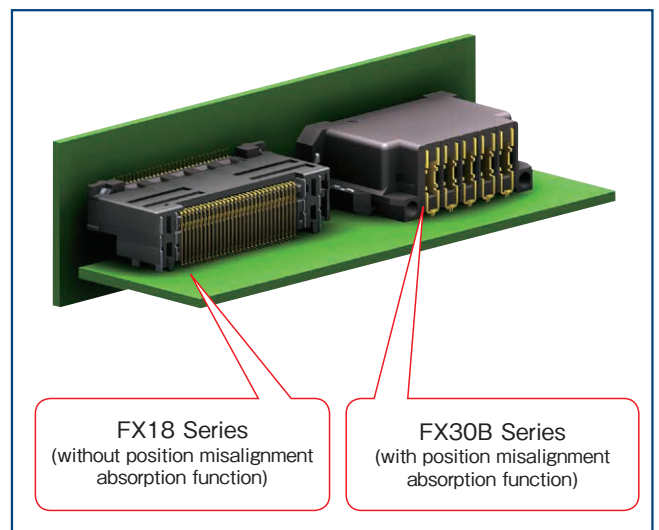 FX18 Series
(without position misalignment
absorption function)
FX30B Series
(with position misalignment
absorption function)